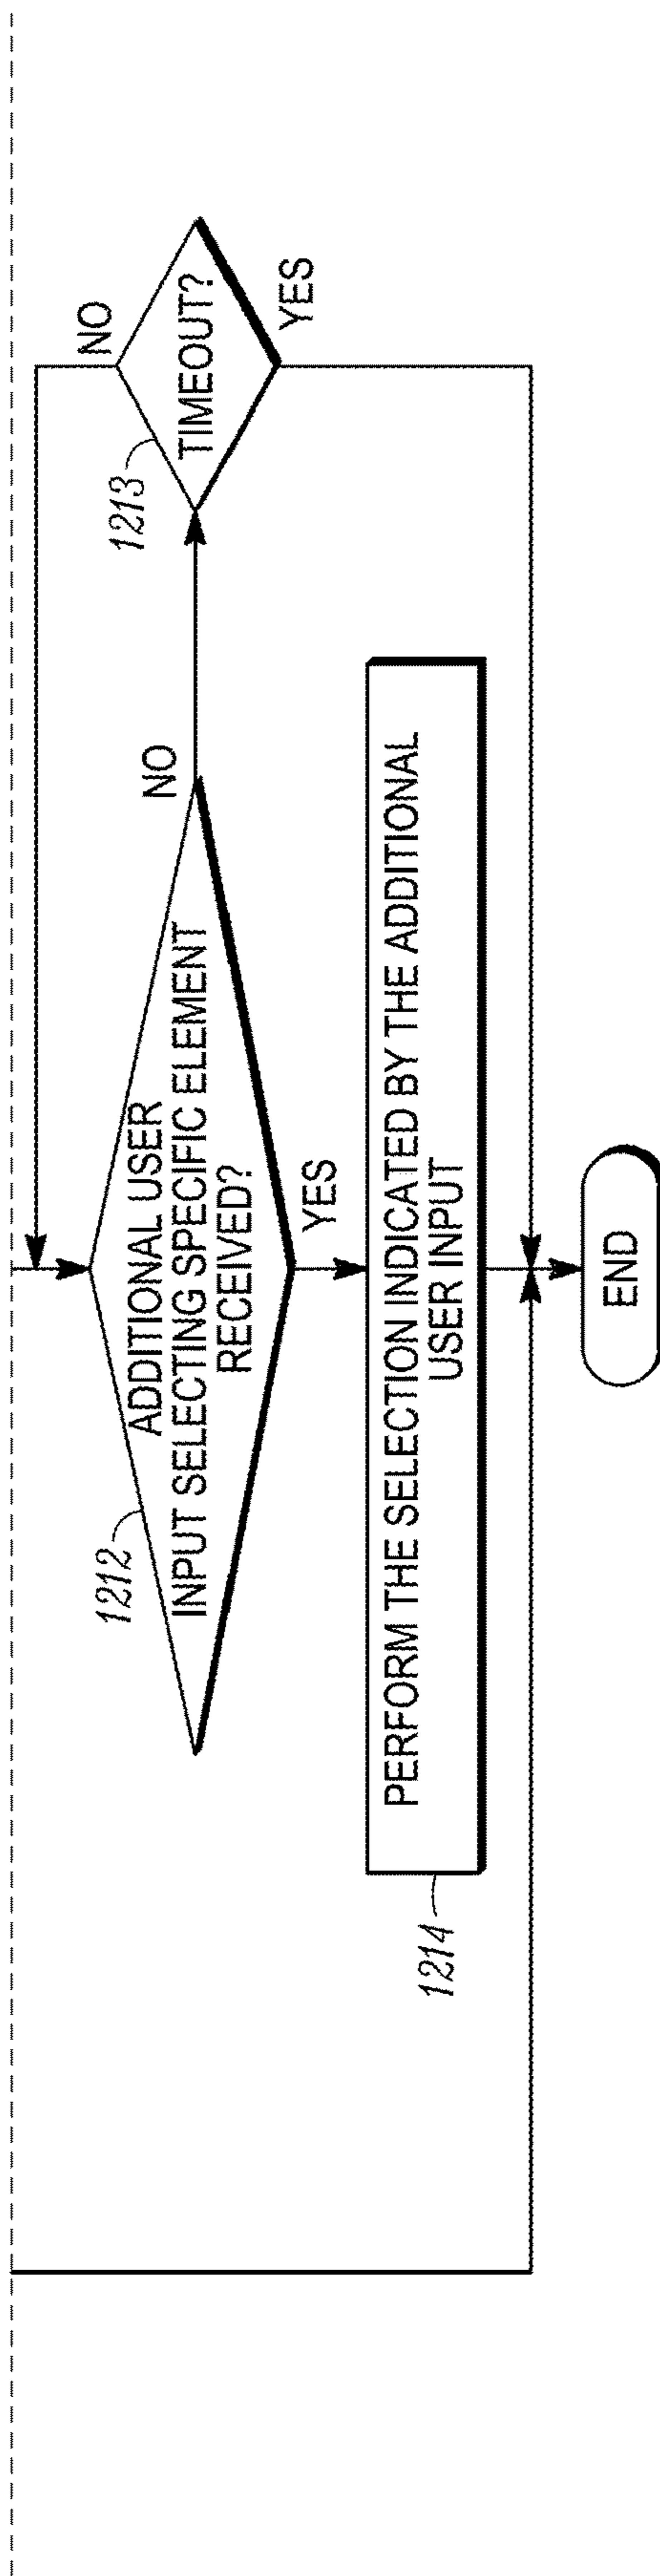 1212
ADDITIONAL USER
INPUT SELECTING SPECIFIC ELEMENT
RECEIVED?
NO
YES
1213
TIMEOUT?
NO
YES
1214
PERFORM THE SELECTION INDICATED BY THE ADDITIONAL
USER INPUT
END